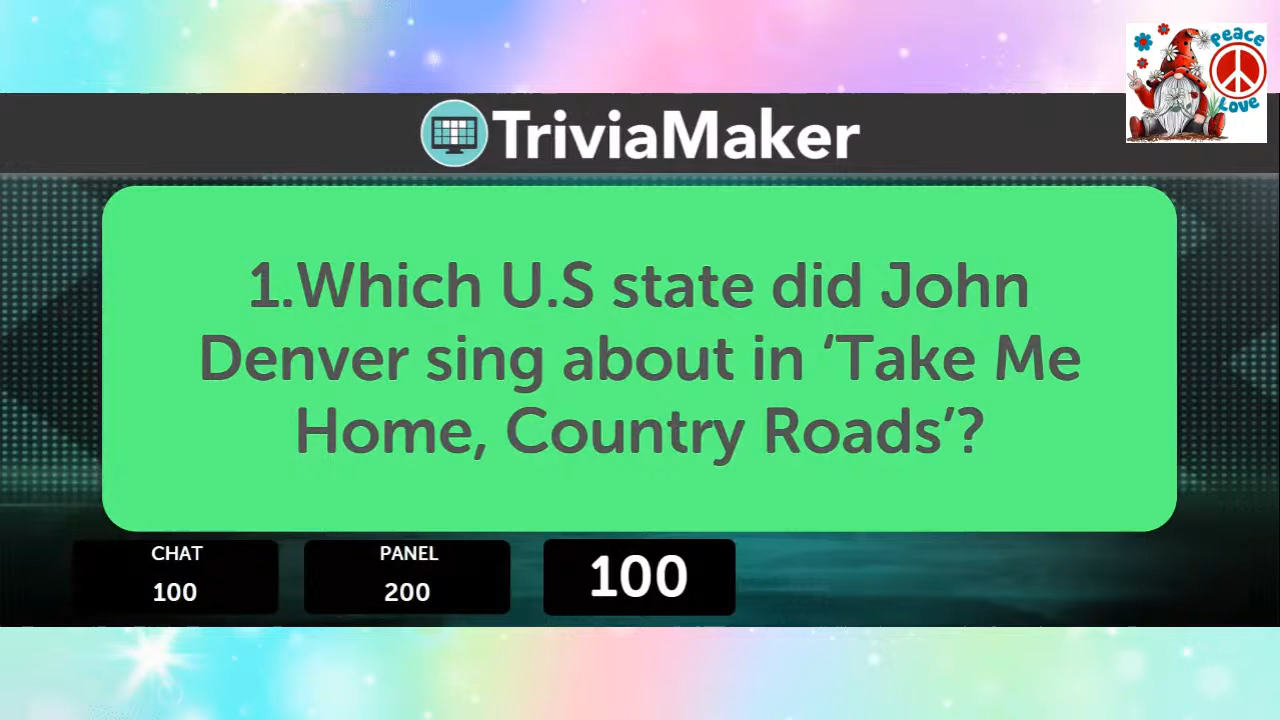 Peace
Love
TriviaMaker
1.Which U.S state did John
Denver sing about in ‘Take Me
Home, Country Roads’?
CHAT
100
PANEL
200
100